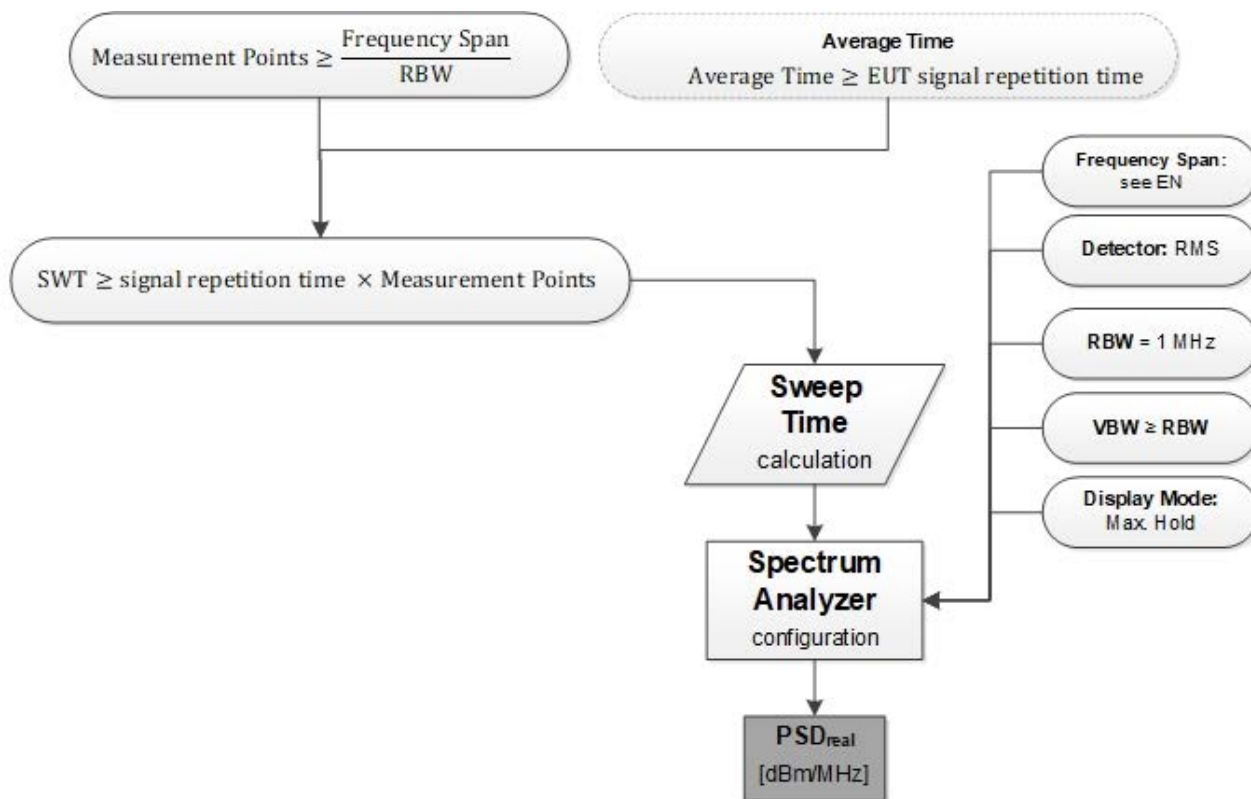 Measurement Points ≥ Frequency Span
RBW
Average Time
Average Time ≥ EUT signal repetition time
Frequency Span:
see EN
Detector: RMS
SWT ≥ signal repetition time × Measurement Points
RBW = 1 MHz
Sweep
Time
calculation
VBW ≥ RBW
Display Mode:
Max. Hold
Spectrum
Analyzer
configuration
PSDreal
[dBm/MHz]